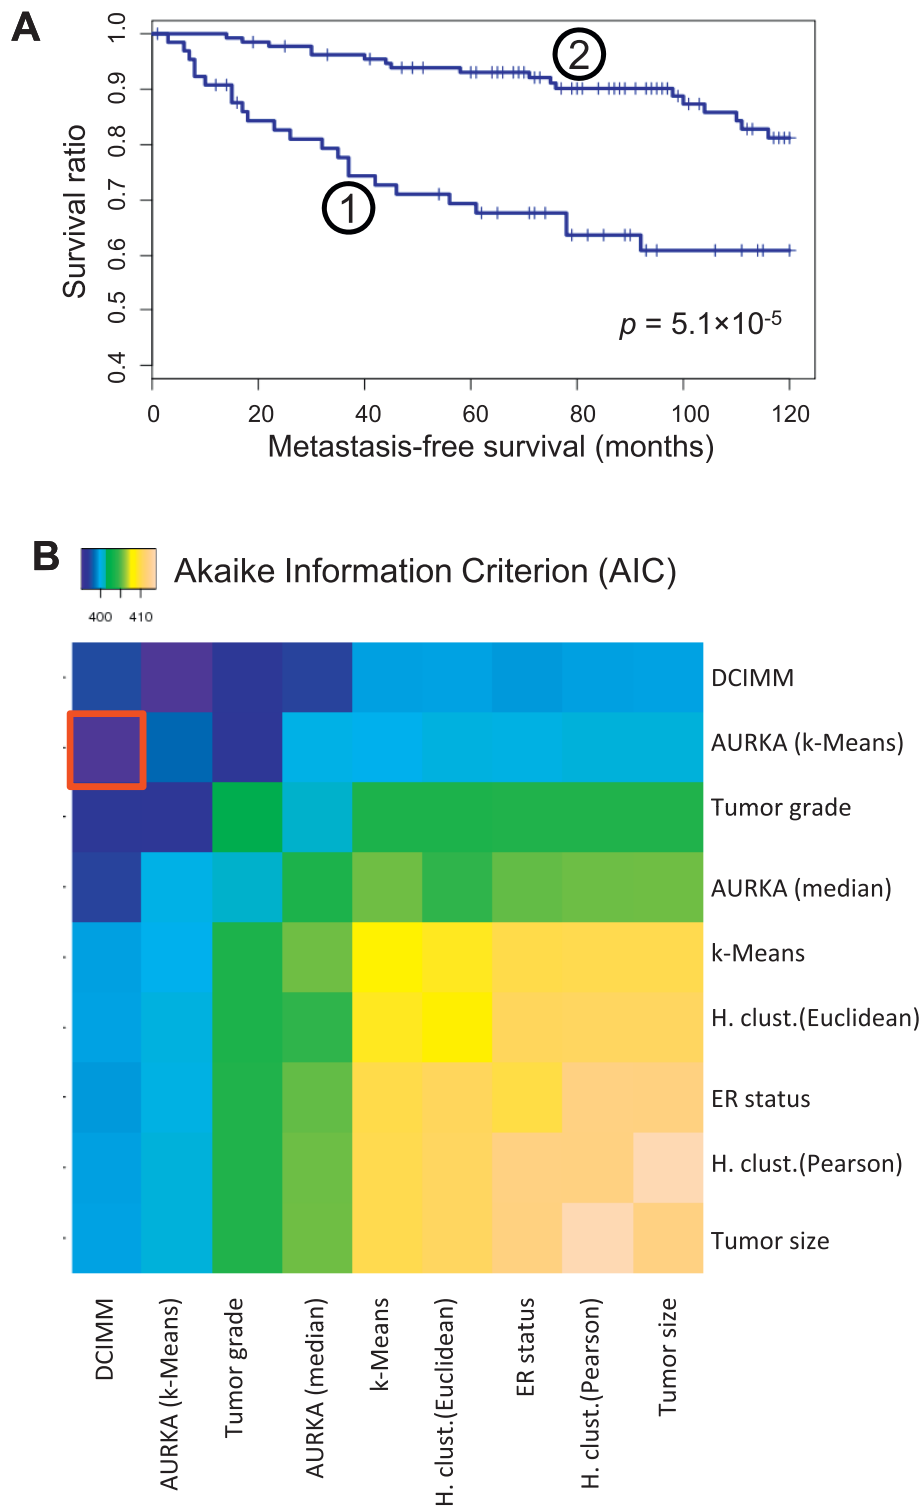 A
1.0
0.9
0.8
0.7
0.6
0.5
0.4
Survival ratio
2
1
p = 5.1×10-5
0 20 40 60 80 100 120
Metastasis-free survival (months)
B
Akaike Information Criterion (AIC)
400 410
DCIMM
AURKA (k-Means)
Tumor grade
AURKA (median)
k-Means
H. clust.(Euclidean)
ER status
H. clust.(Pearson)
Tumor size
DCIMM
AURKA (k-Means)
Tumor grade
AURKA (median)
k-Means
H. clust.(Euclidean)
ER status
H. clust.(Pearson)
Tumor size